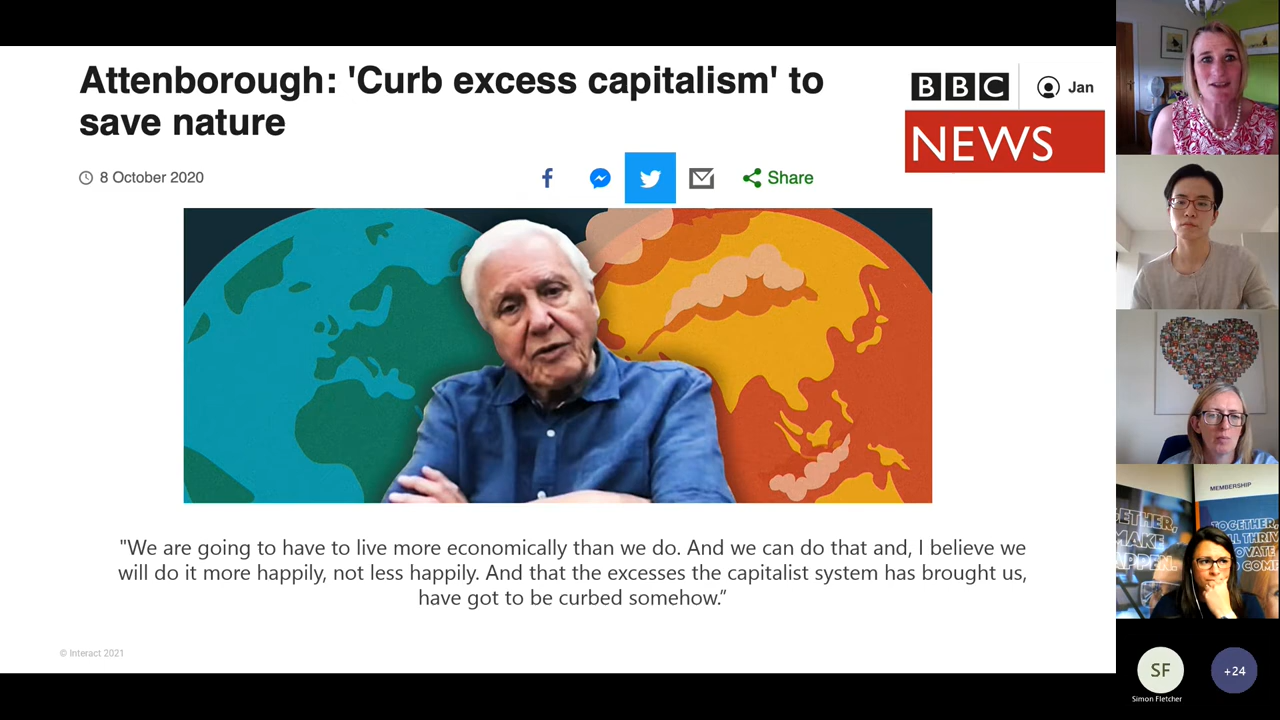 Attenborough: 'Curb excess capitalism' to
save nature
BBC
Jan
NEWS
8 October 2020
Share
"We are going to have to live more economically than we do. And we can do that and, I believe we
will do it more happily, not less happily. And that the excesses the capitalist system has brought us,
have got to be curbed somehow.”
© Interact 2021
MEMBERSHIP
TOGETHER,
MAKE
SF
+24
Simon Fletcher